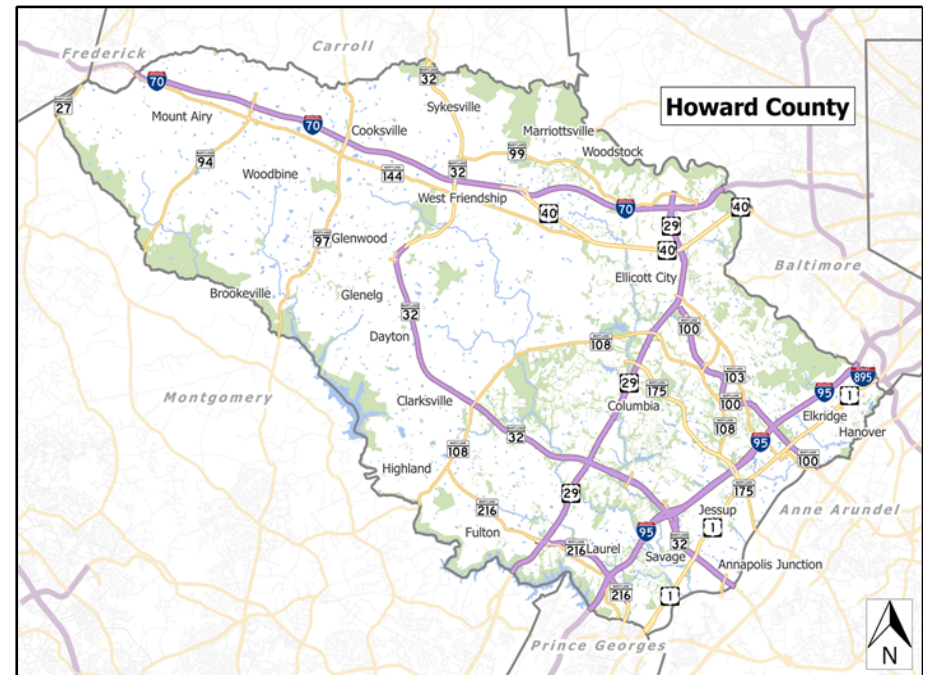 Frederick
Carroll
70
32
27
Sykesville
Howard County
Mount Airy
70
Cooksville
Marriottsville
94
99
Woodstock
Woodbine
144
32
West Friendship
40
70
40
29
97
Glenwood
40
Ellicott City
Baltimore
Brookeville
Glenelg
32
100
Dayton
108
895
29
175
103
95
1
Montgomery
Clarksville
Columbia
100
Elkridge
32
108
Hanover
108
95
100
Highland
29
175
216
Jessup
Anne Arundel
Fulton
95
1
216
Laurel
Savage
32
Annapolis Junction
216
1
Prince Georges
N